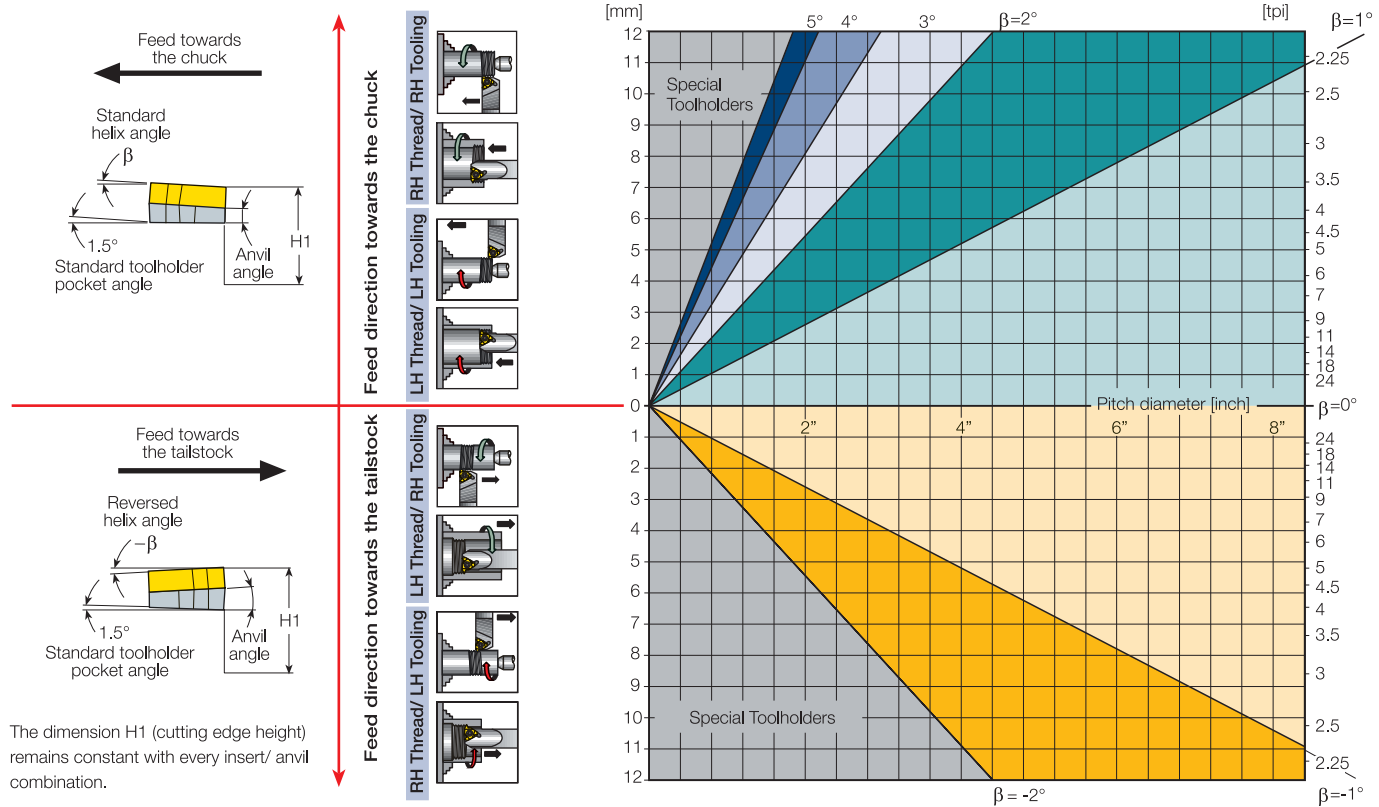 Feed towards
the chuck
Standard
helix angle
β
1.5°
Standard toolholder
pocket angle
Anvil
angle
H1
Feed direction towards the chuck
RH Thread/ RH Tooling
LH Thread/ LH Tooling
Feed towards
the tailstock
Reversed
helix angle
–β
1.5°
Standard toolholder
pocket angle
Anvil
angle
H1
The dimension H1 (cutting edge height)
remains constant with every insert/ anvil
combination.
Feed direction towards the tailstock
LH Thread/ RH Tooling
RH Thread/ LH Tooling
[mm]
5°
4°
3°
β=2°
[tpi]
β=1°
12
11
10
9
8
7
6
5
4
3
2
1
0
1
2
3
4
5
6
7
8
9
10
11
12
Special
Toolholders
Pitch diameter [inch]
2”
4”
6”
8”
Special Toolholders
2.25
2.5
3
3.5
4
4.5
5
6
7
9
11
14
18
24
β=0°
24
18
14
11
9
7
6
5
4.5
4
3.5
3
2.5
2.25
β = -2°
β=-1°